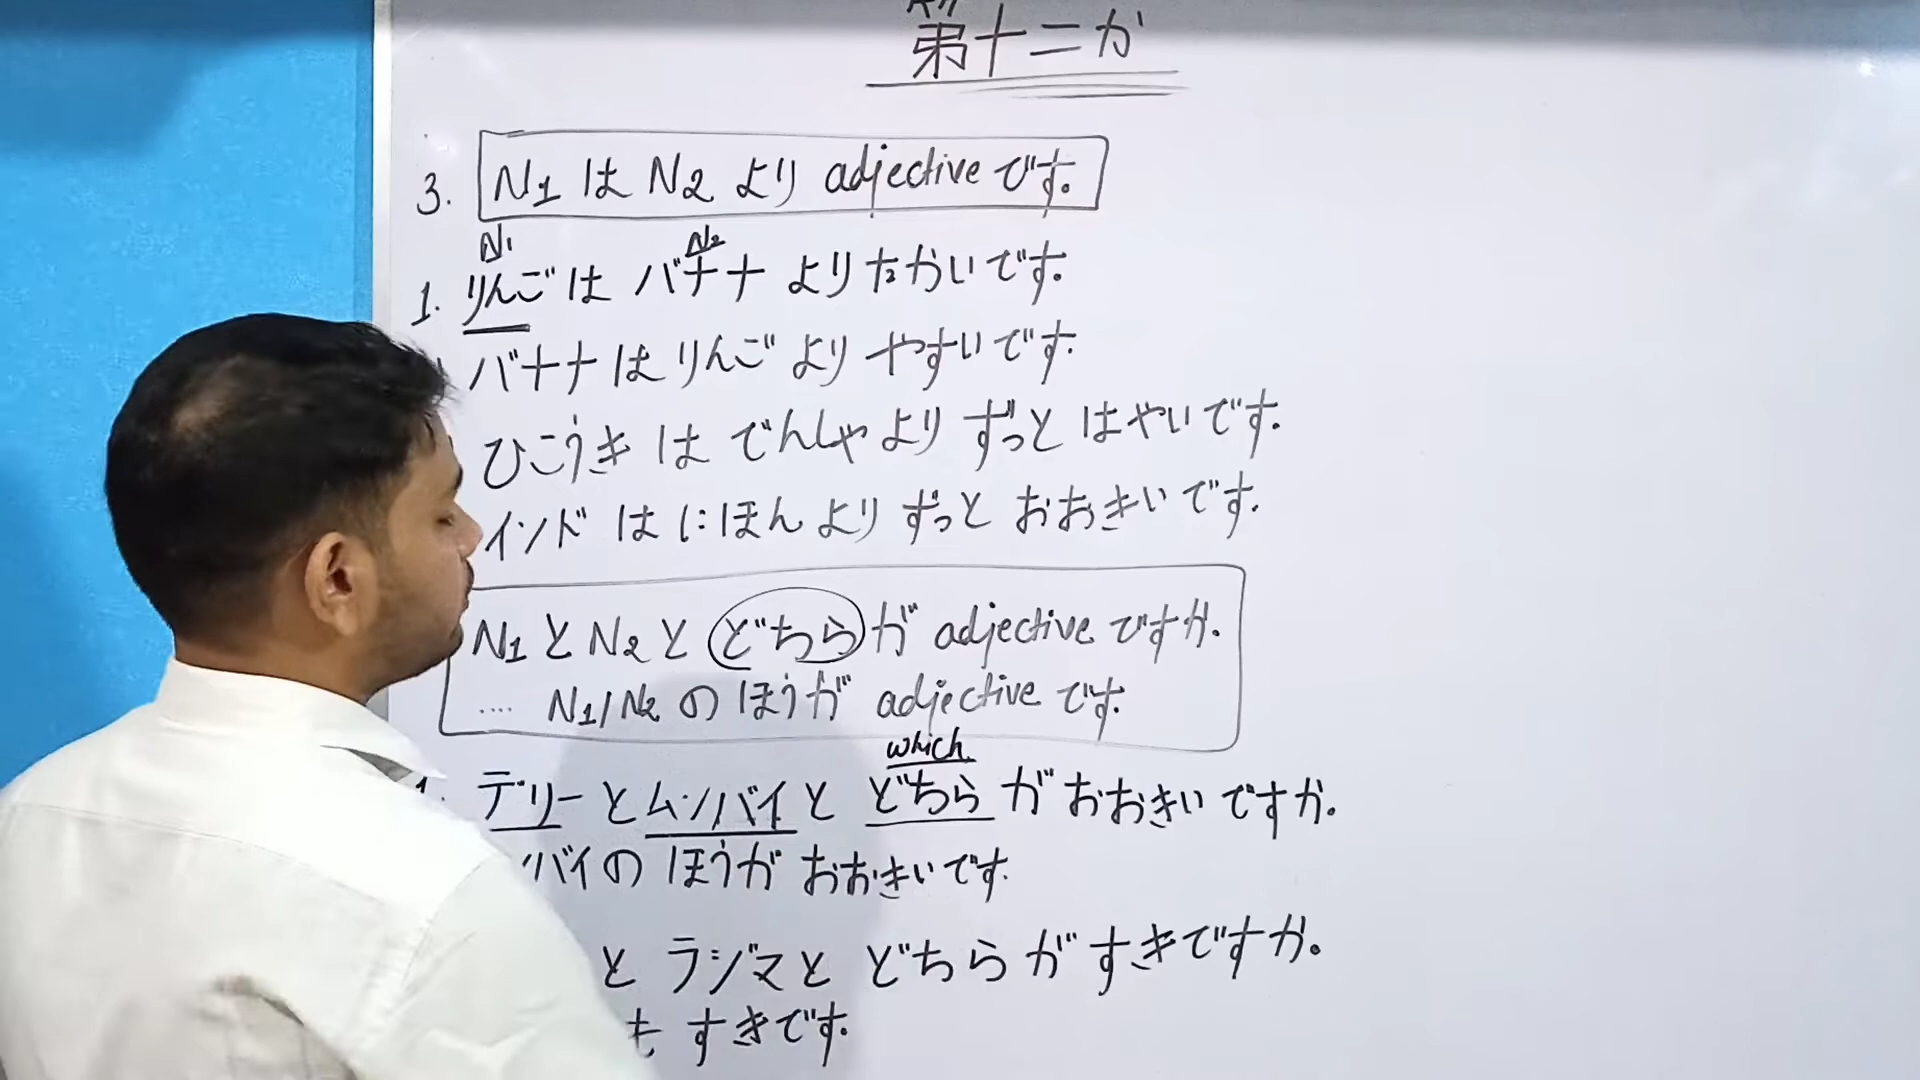 第十二か
3. N1 は N2 より adjective です。
N1 N2
1. りんごは バナナ より たかいです。
バナナ は りんご より やすいです.
ひこうき は でんしゃ より ずっと はやいです.
インド は にほん より ずっと おおきいです.
N1 と N2 と どちら が adjective ですか.
.... N1/N2 の ほうが adjective です.
which
1. デリー と ムンバイ と どちら が おおきい ですか.
ンバイの ほうが おおきいです.
と ラジマ と どちら が すきですか.
も すきです.